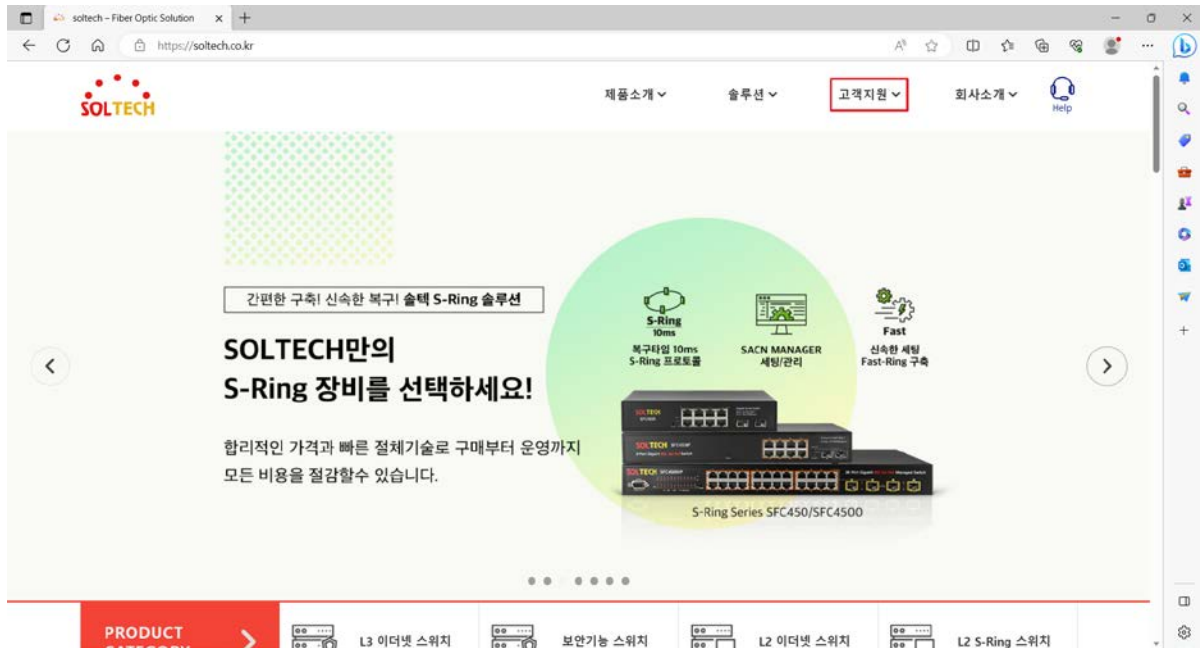 soltech – Fiber Optic Solution
https://soltech.co.kr
SOLTECH
제품소개
솔루션
고객지원
회사소개
Help
간편한 구축! 신속한 복구! 솔텍 S-Ring 솔루션
SOLTECH만의
S-Ring 장비를 선택하세요!
합리적인 가격과 빠른 절체기술로 구매부터 운영까지
모든 비용을 절감할수 있습니다.
S-Ring
10ms
복구타임 10ms
S-Ring 프로토콜
SACN MANAGER
세팅/관리
Fast
신속한 세팅
Fast-Ring 구축
SOLTECH
SOLTECH
SOLTECH
S-Ring Series SFC450/SFC4500
PRODUCT
CATEGORY
L3 이더넷 스위치
보안기능 스위치
L2 이더넷 스위치
L2 S-Ring 스위치